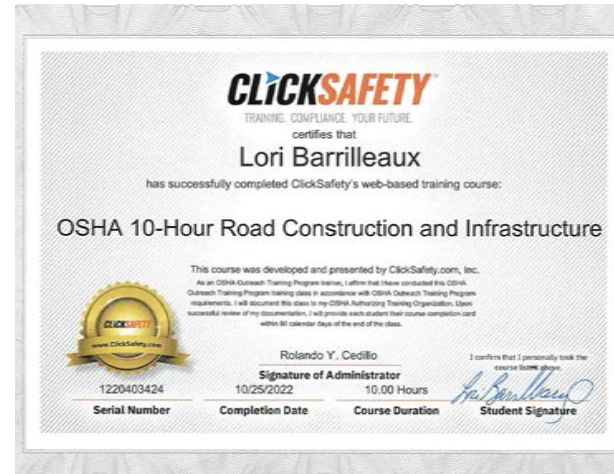 CLICKSAFETY
TRAINING. COMPLIANCE. YOUR FUTURE.
certifies that
Lori Barrilleaux
has successfully completed ClickSafety's web-based training course:
OSHA 10-Hour Road Construction and Infrastructure
This course was developed and presented by ClickSafety.com, Inc.
As an OSHA Outreach Training Program trainer, I affirm that I have conducted this OSHA
Outreach Training Program training class in accordance with OSHA Outreach Training Program
requirements. I will document this class to my OSHA Authorizing Training Organization. Upon
successful review of my documentation, I will provide each student their course completion card
within 90 calendar days of the end of the class.
CLICKSAFETY
www.ClickSafety.com
Rolando Y. Cedillo
Signature of Administrator
I confirm that I personally took the
course listed above.
1220403424
Serial Number
10/25/2022
Completion Date
10.00 Hours
Course Duration
Lori Barrilleaux
Student Signature